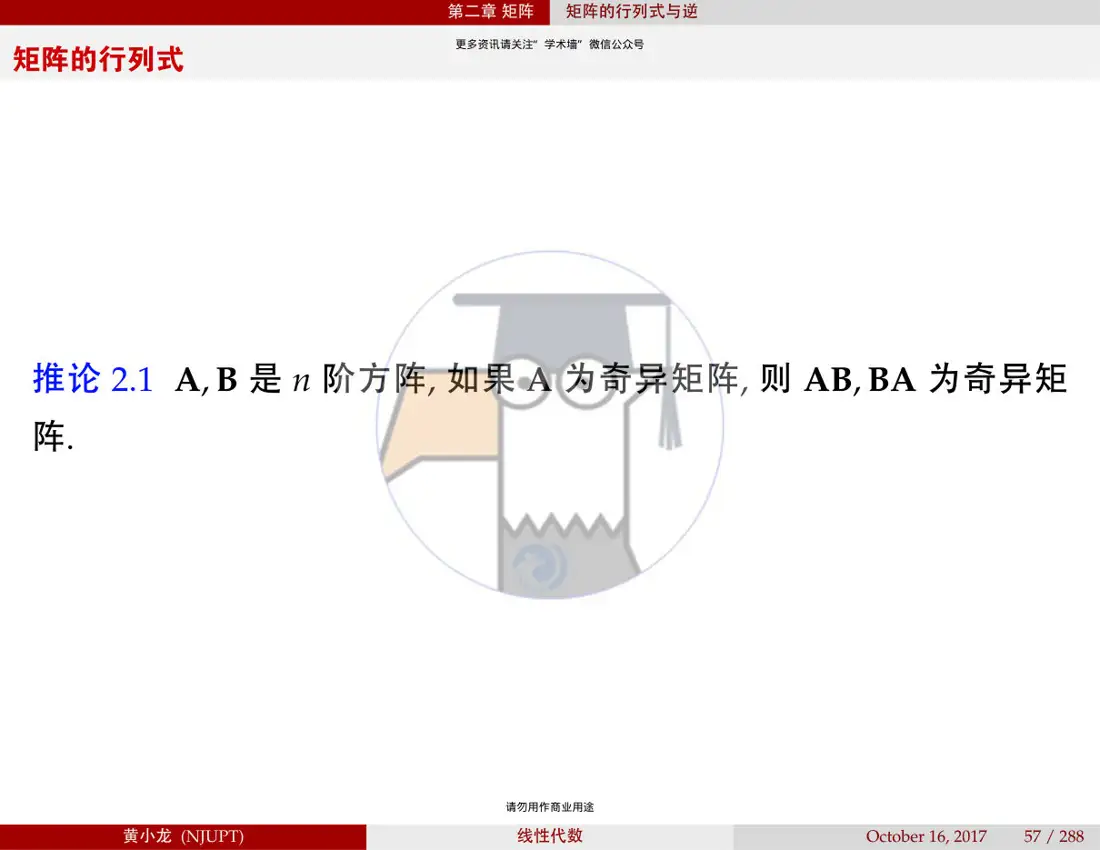 第二章 矩阵 矩阵的行列式与逆
矩阵的行列式
更多资讯请关注“学术墙”微信公众号
推论 2.1 A, B 是 n 阶方阵, 如果 A 为奇异矩阵, 则 AB, BA 为奇异矩
阵.
请勿用作商业用途
黄小龙 (NJUPT) 线性代数 October 16, 2017 57 / 288